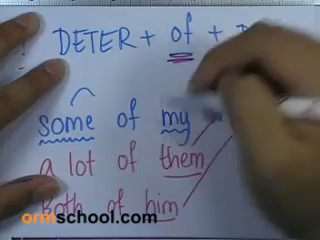 DETER + of +
some of my
a lot of them
Both of him
ormschool.com